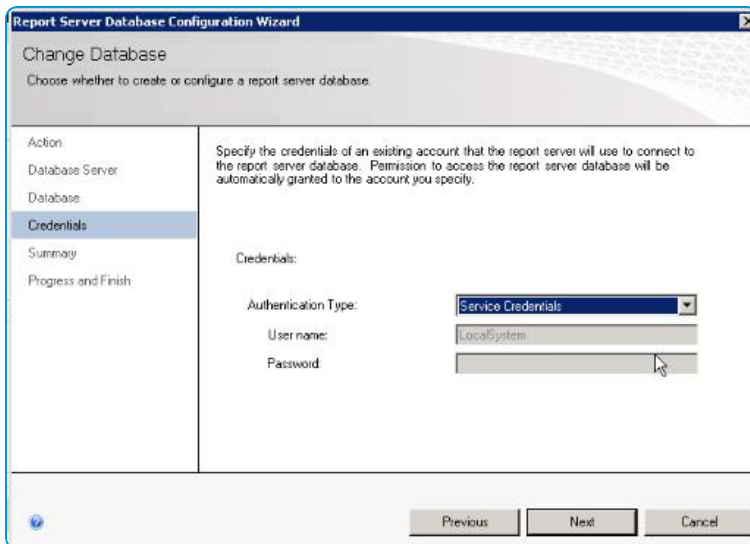 Report Server Database Configuration Wizard
Change Database
Choose whether to create or configure a report server database.
Action
Database Server
Database
Credentials
Summary
Progress and Finish
Specify the credentials of an existing account that the report server will use to connect to
the report server database. Permission to access the report server database will be
automatically granted to the account you specify.
Credentials:
Authentication Type:
Service Credentials
User name:
LocalSystem
Password:
Previous
Next
Cancel